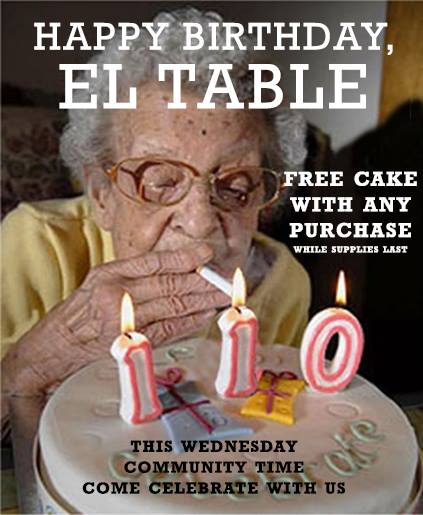 HAPPY BIRTHDAY,
EL TABLE
FREE CAKE
WITH ANY
PURCHASE
WHILE SUPPLIES LAST
110
THIS WEDNESDAY
COMMUNITY TIME
COME CELEBRATE WITH US